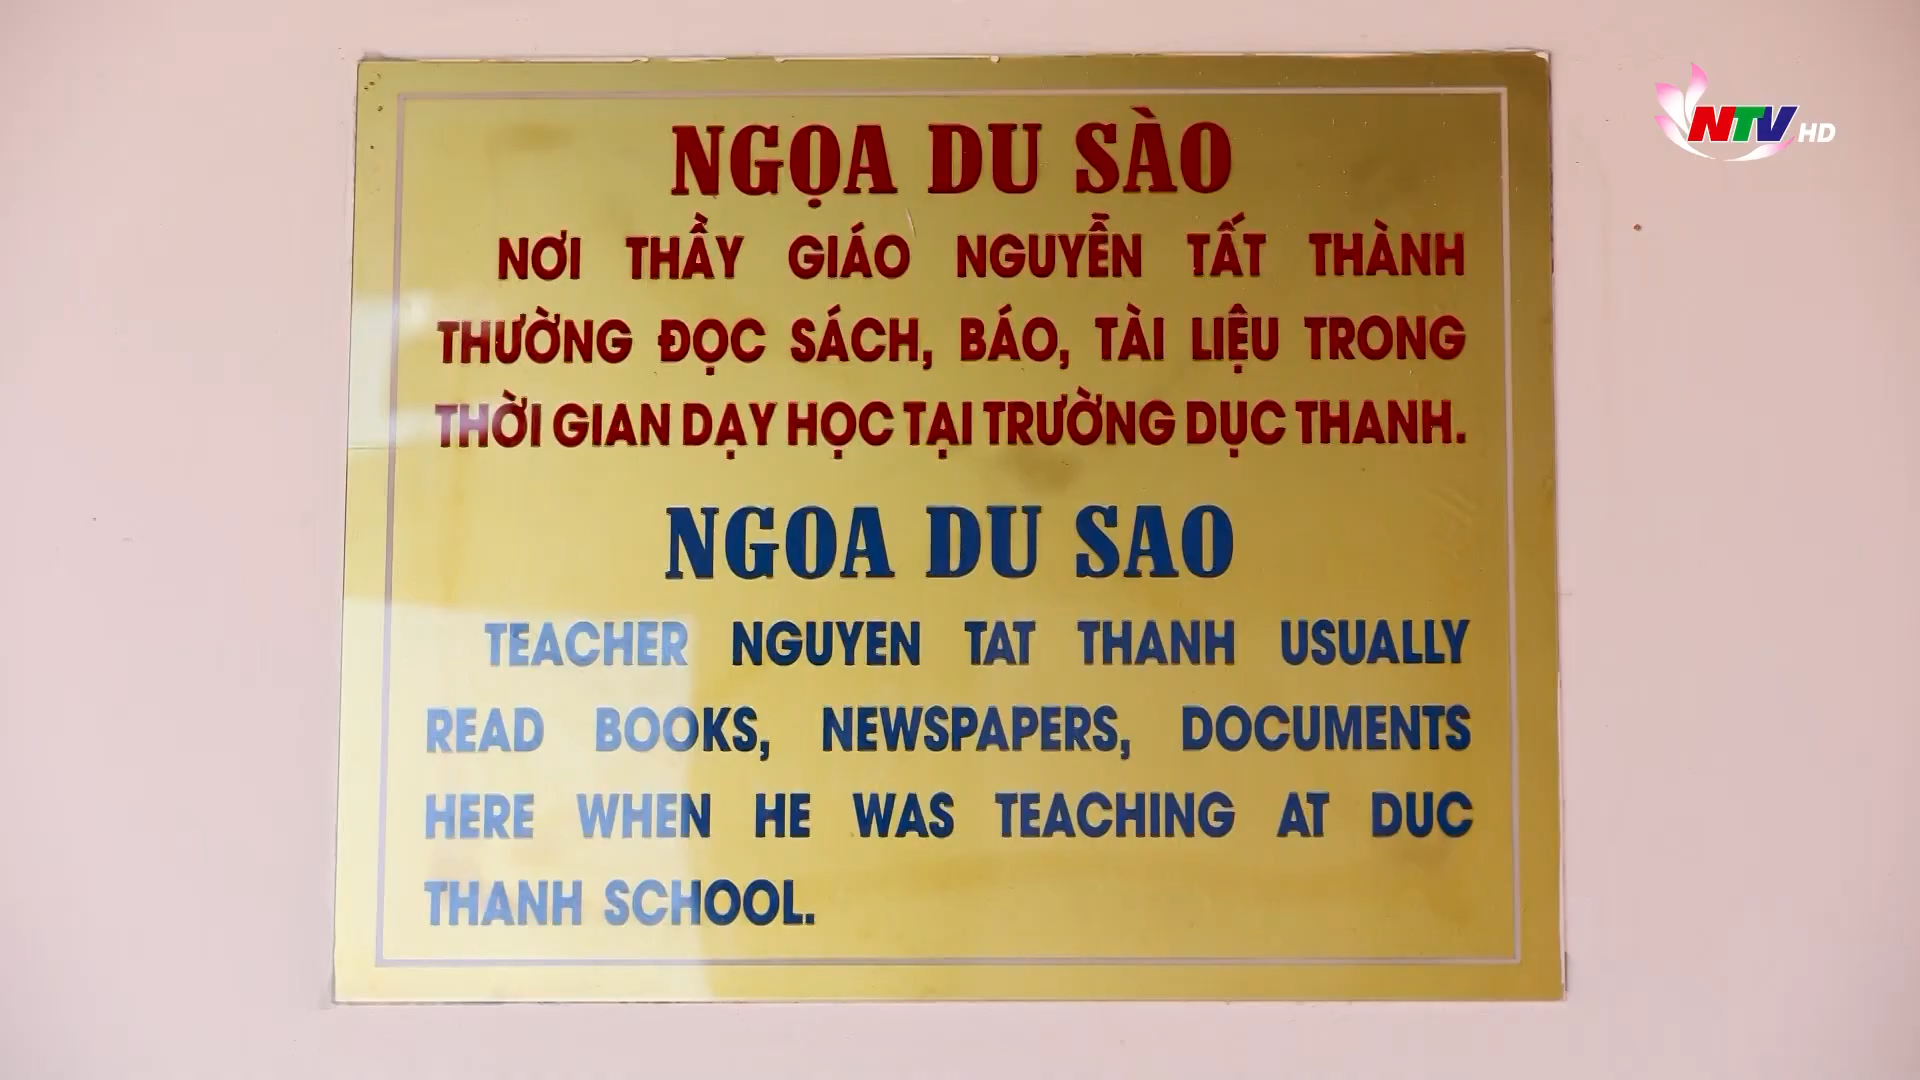 NTV HD
NGỌA DU SÀO
NƠI THẦY GIÁO NGUYỄN TẤT THÀNH
THƯỜNG ĐỌC SÁCH, BÁO, TÀI LIỆU TRONG
THỜI GIAN DẠY HỌC TẠI TRƯỜNG DỤC THANH.
NGOA DU SAO
TEACHER NGUYEN TAT THANH USUALLY
READ BOOKS, NEWSPAPERS, DOCUMENTS
HERE WHEN HE WAS TEACHING AT DUC
THANH SCHOOL.